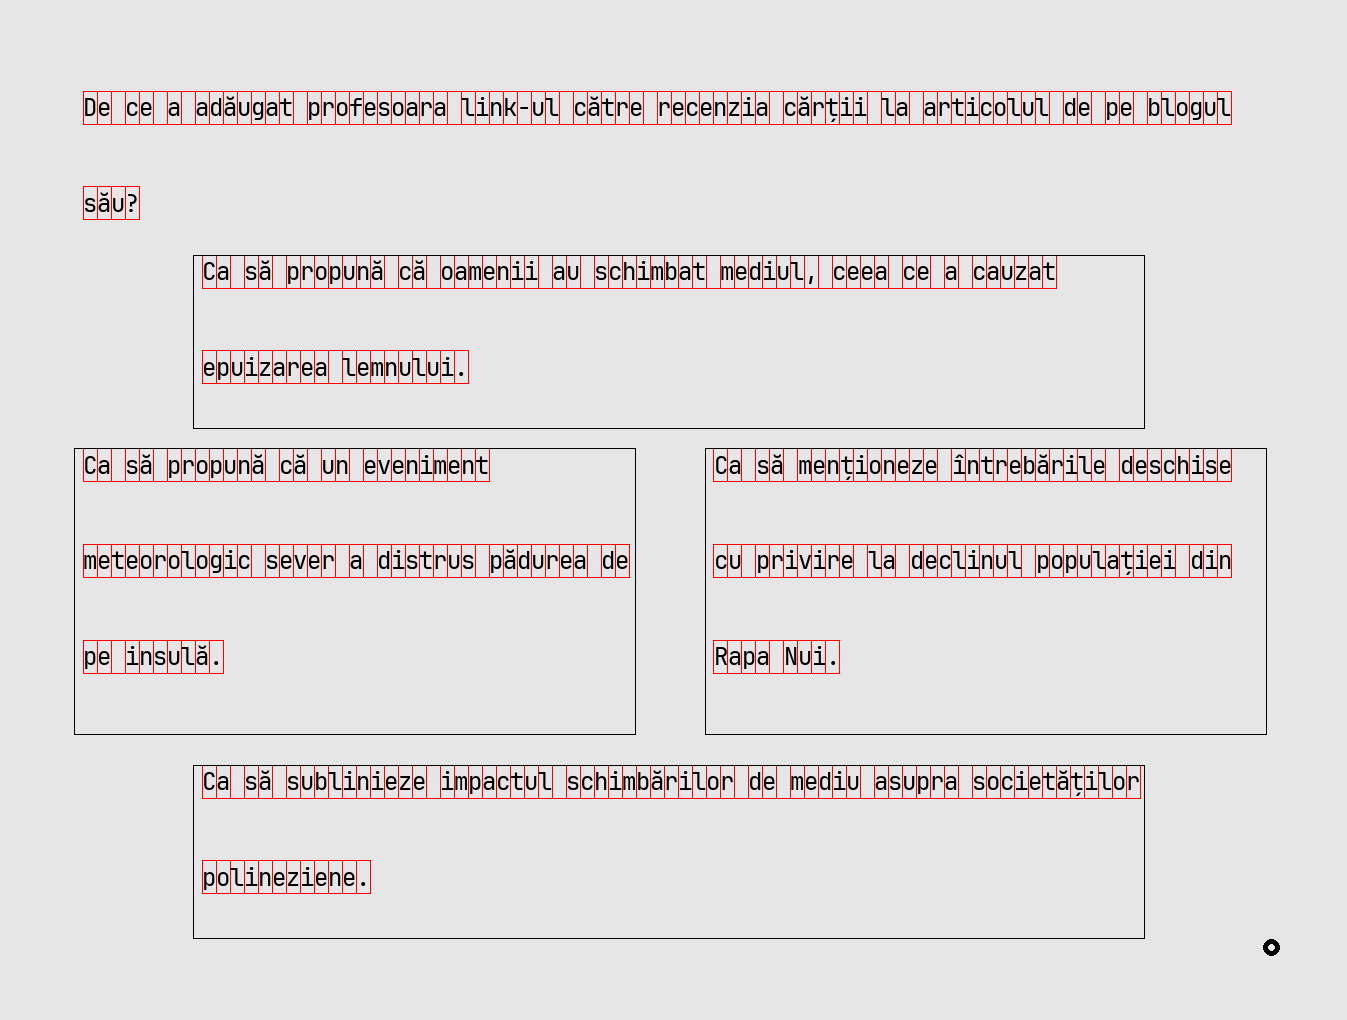 De ce a adăugat profesoara link-ul către recenzia cărții la articolul de pe blogul
său?
Ca să propună că oamenii au schimbat mediul, ceea ce a cauzat
epuizarea lemnului.
Ca să propună că un eveniment
meteorologic sever a distrus pădurea de
pe insulă.
Ca să menționeze întrebările deschise
cu privire la declinul populației din
Rapa Nui.
Ca să sublinieze impactul schimbărilor de mediu asupra societăților
polineziene.